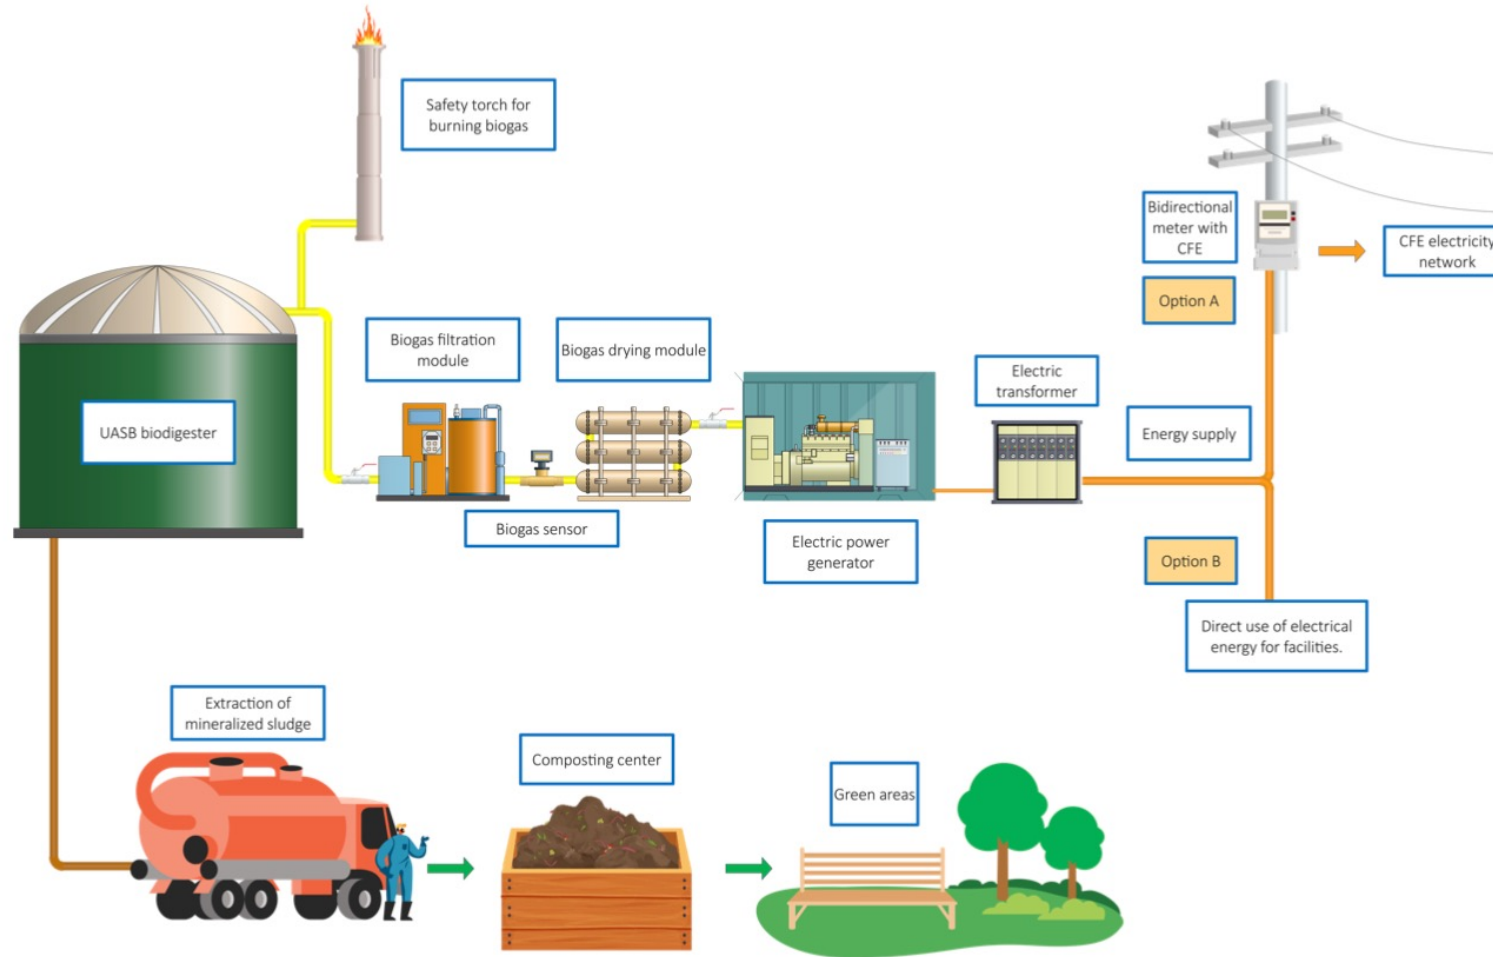 Safety torch for
burning biogas
Bidirectional
meter with
CFE
CFE electricity
network
Option A
Biogas filtration
module
Biogas drying module
Electric
transformer
UASB biodigester
Energy supply
Biogas sensor
Electric power
generator
Option B
Direct use of electrical
energy for facilities.
Extraction of
mineralized sludge
Composting center
Green areas